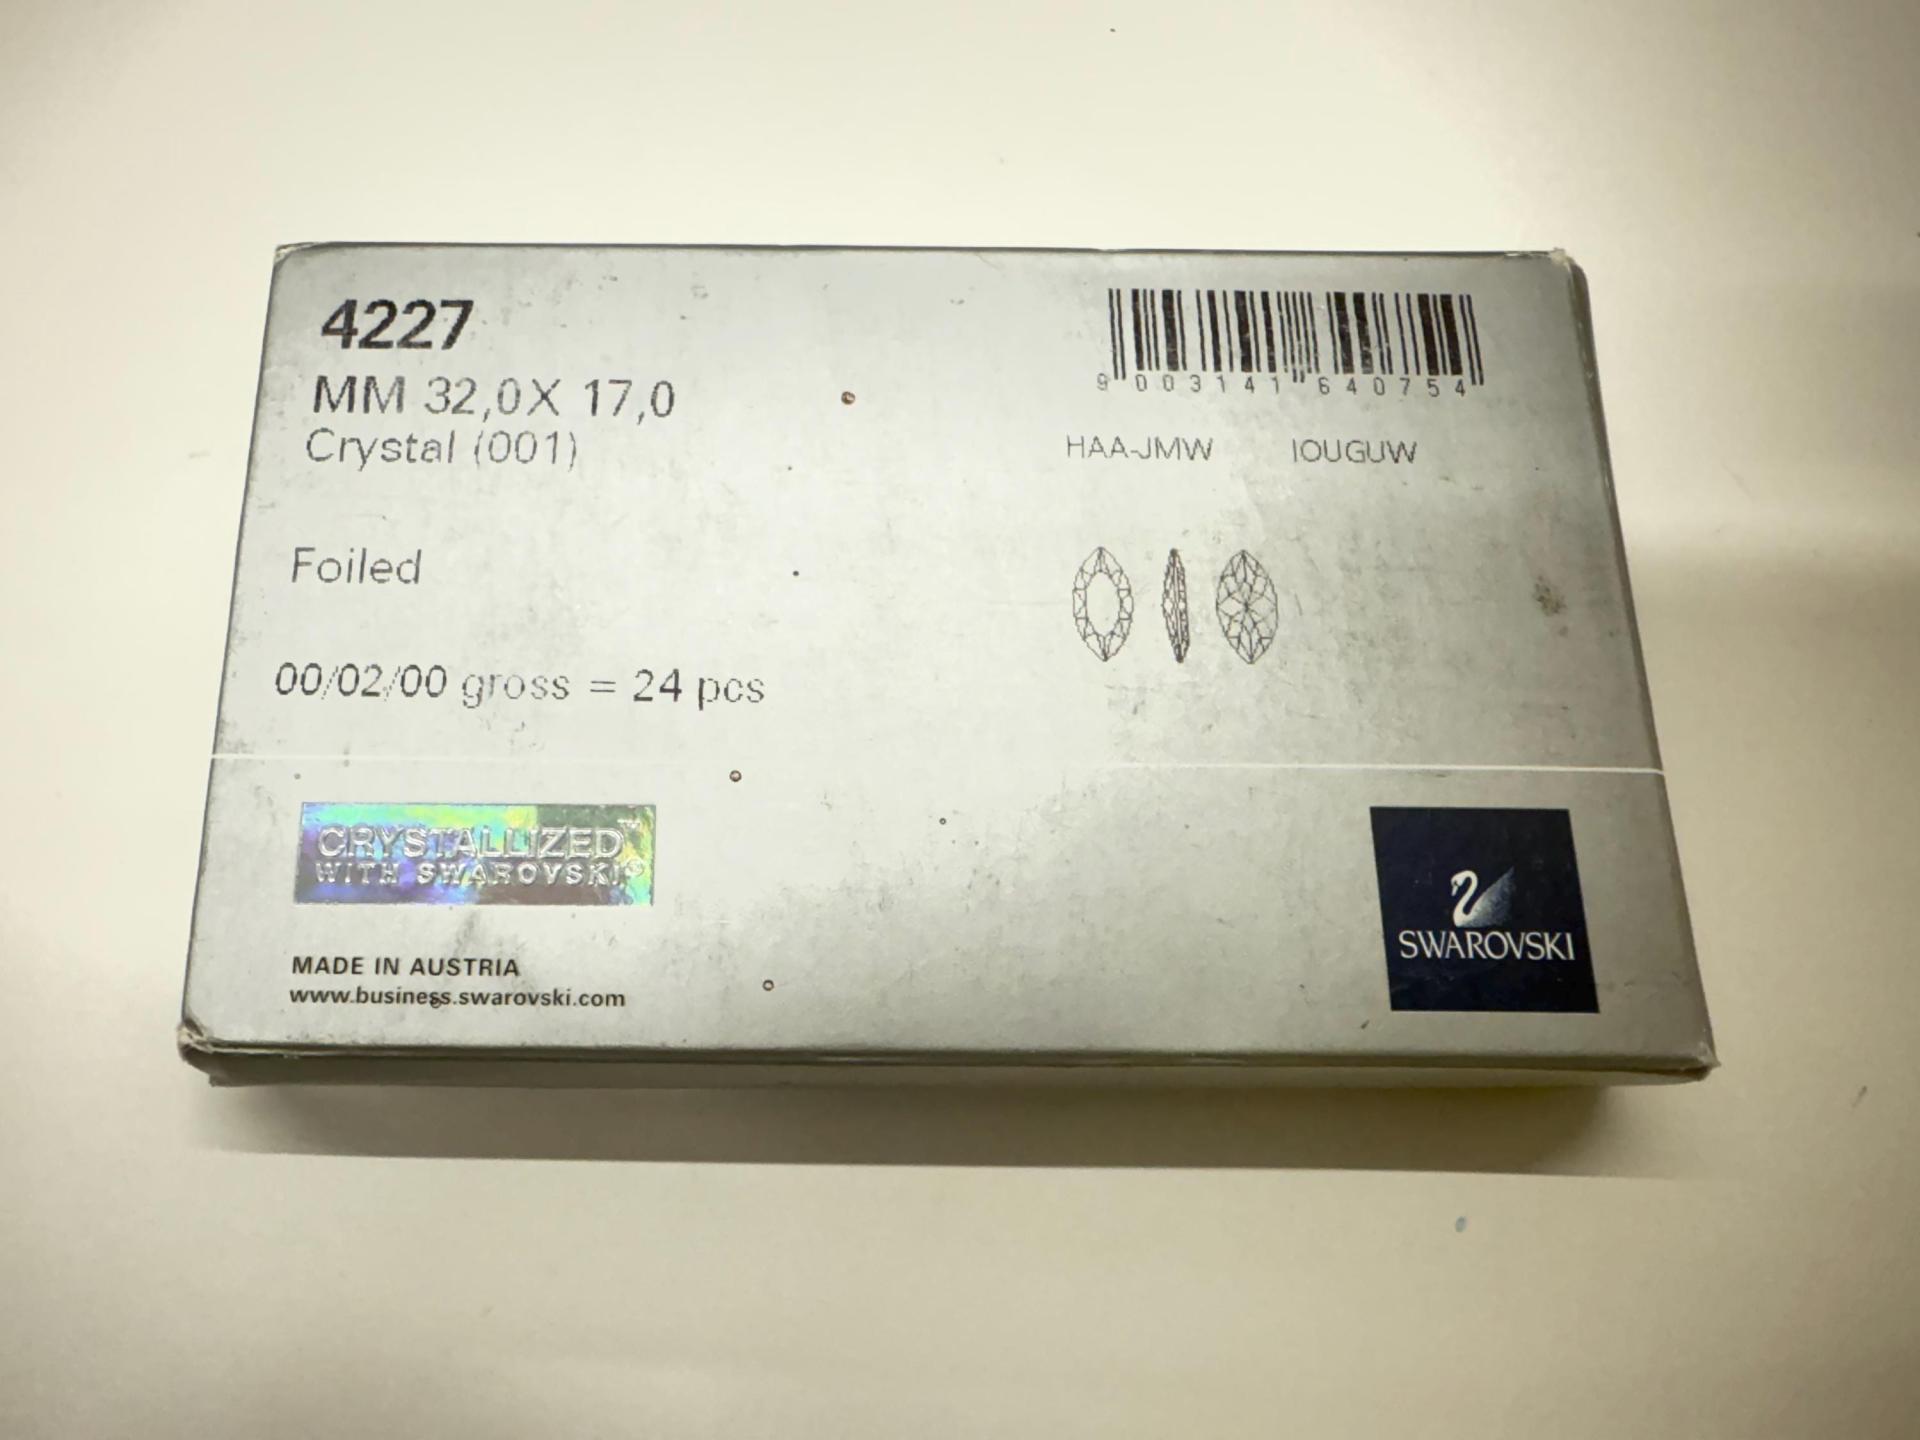 4227
MM 32,0X 17,0
Crystal (001)
Foiled
00/02/00 gross = 24 pcs
9 003141 640754
HAA-JMW IOUGUW
CRYSTALLIZED™
WITH SWAROVSKI®
MADE IN AUSTRIA
www.business.swarovski.com
SWAROVSKI